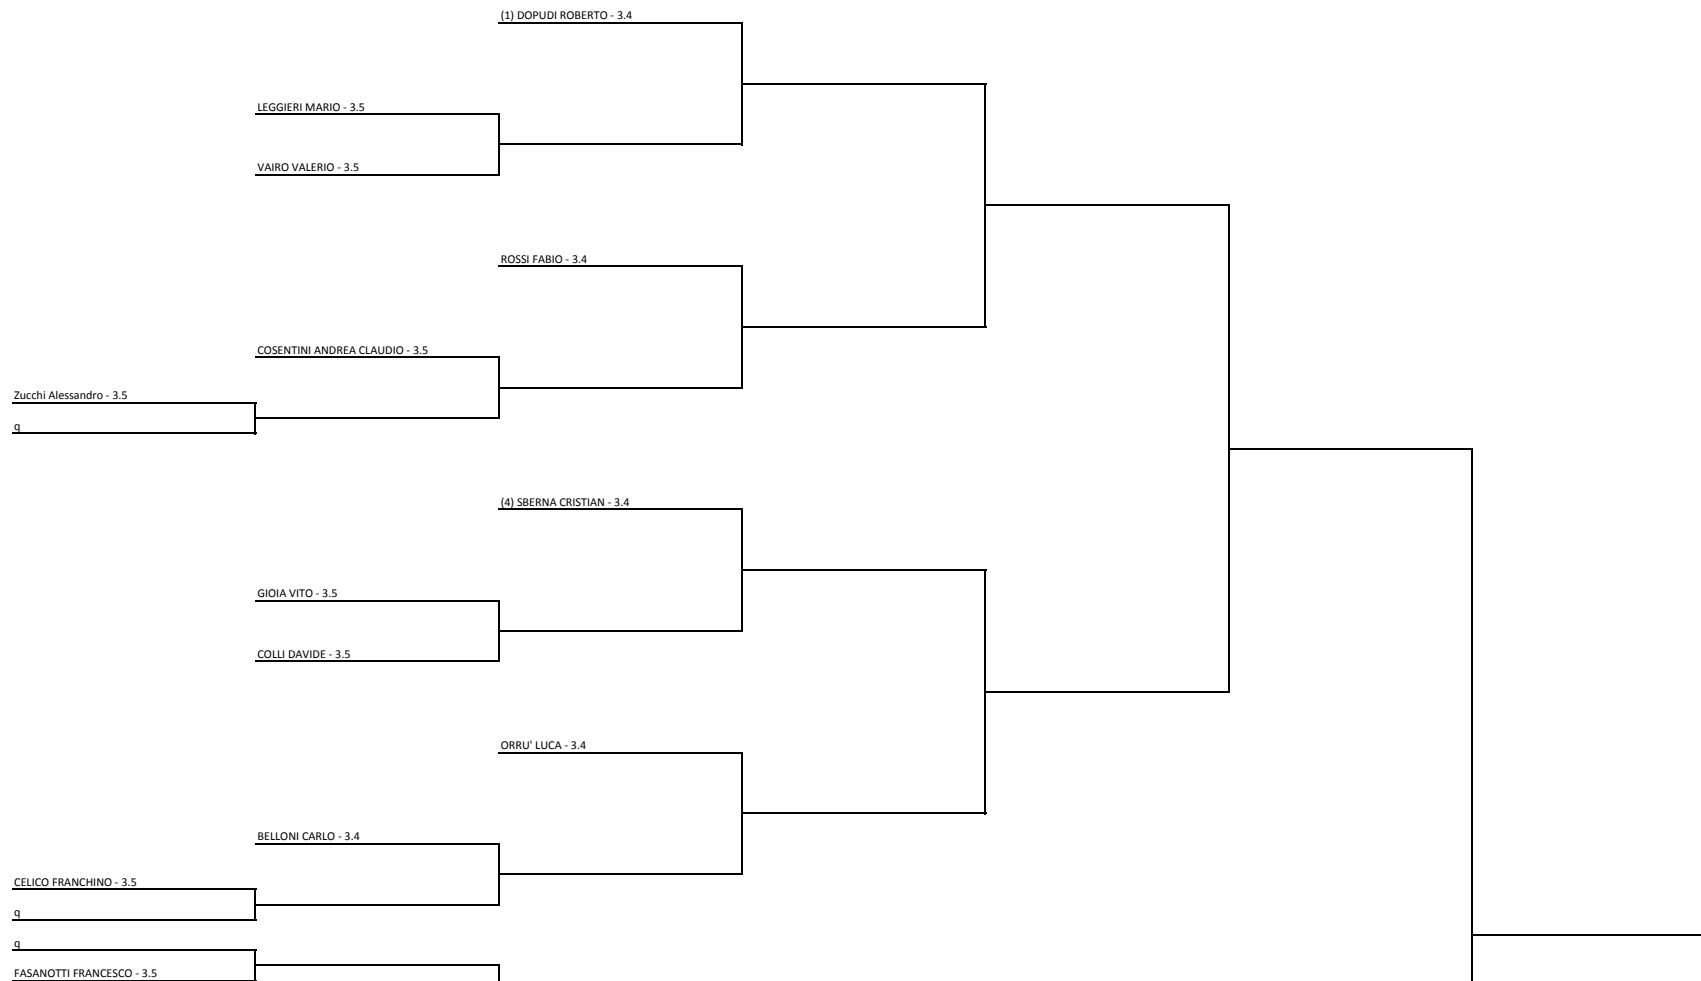 (1) DOPUDI ROBERTO - 3.4
LEGGIERI MARIO - 3.5
VAIRO VALERIO - 3.5
ROSSI FABIO - 3.4
COSENTINI ANDREA CLAUDIO - 3.5
Zucchi Alessandro - 3.5
q
(4) SBERNA CRISTIAN - 3.4
GIOIA VITO - 3.5
COLLI DAVIDE - 3.5
ORRU' LUCA - 3.4
BELLONI CARLO - 3.4
CELICO FRANCHINO - 3.5
q
q
FASANOTTI FRANCESCO - 3.5